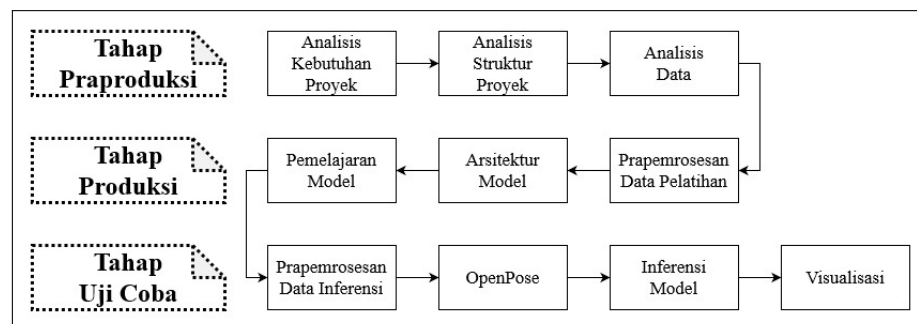 Tahap
Praproduksi
Analisis
Kebutuhan
Proyek
Analisis
Struktur
Proyek
Analisis
Data
Tahap
Produksi
Pemelajaran
Model
Arsitektur
Model
Prapemrosesan
Data Pelatihan
Tahap
Uji Coba
Prapemrosesan
Data Inferensi
OpenPose
Inferensi
Model
Visualisasi